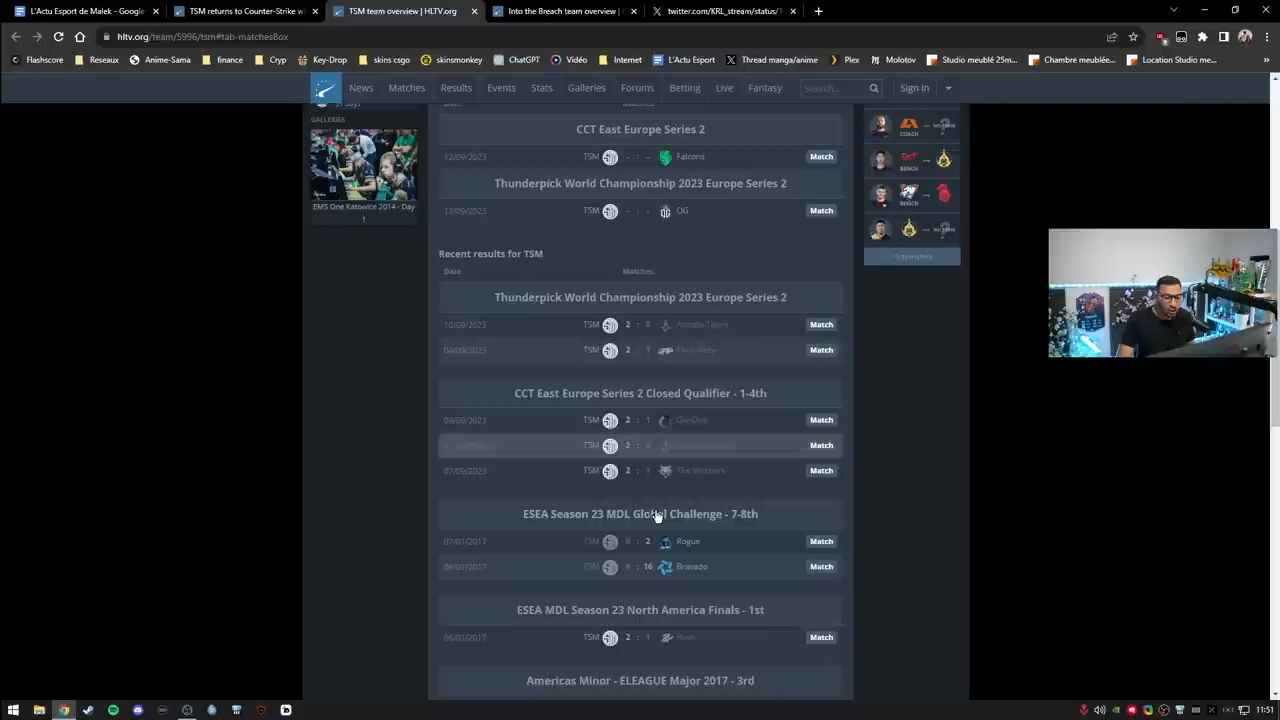 L'Actu Esport de Malek - Google
TSM returns to Counter-Strike w
TSM team overview | HLTV.org
Into the Breach team overview |
twitter.com/KRL_stream/status/1
hltv.org/team/5996/tsm#tab-matchesBox
Flashscore Reseaux Anime-Sama finance Cryp Key-Drop skins csgo skinsmonkey ChatGPT Vidéo Internet L'Actu Esport Thread manga/anime Plex Molotov Studio meublé 25m... Chambre meublée... Location Studio me...
News Matches Results Events Stats Galleries Forums Betting Live Fantasy Search... Sign in
GALLERIES
EMS One Katowice 2014 - Day
1
CCT East Europe Series 2
12/09/2023 TSM - : - Falcons Match
Thunderpick World Championship 2023 Europe Series 2
13/09/2023 TSM - : - OG Match
Recent results for TSM
Date Matches
Thunderpick World Championship 2023 Europe Series 2
10/09/2023 TSM 2 : 0 Astralis Talent Match
TSM 2 : 1 Match
CCT East Europe Series 2 Closed Qualifier - 1-4th
09/09/2023 TSM 2 : 1 GenOne Match
TSM 2 : Match
07/09/2023 TSM 2 : 1 The Witchers Match
ESEA Season 23 MDL Global Challenge - 7-8th
07/01/2017 TSM 0 : 2 Rogue Match
06/01/2017 TSM : 16 Bravado Match
ESEA MDL Season 23 North America Finals - 1st
06/01/2017 TSM 2 : 1 Rush Match
Americas Minor - ELEAGUE Major 2017 - 3rd
COACH NO TEAM
BENCH
BENCH
NO TEAM
11:51